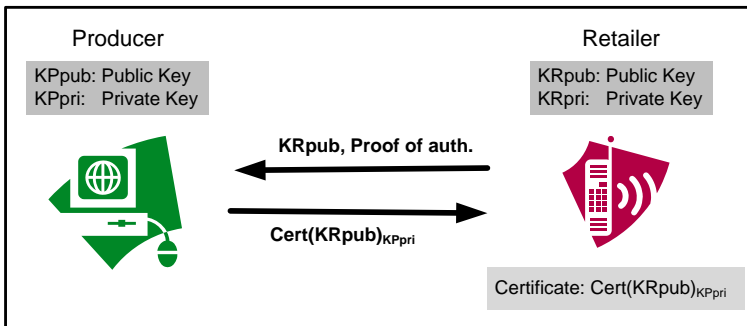 Producer
KPpub: Public Key
KPpri: Private Key
Retailer
KRpub: Public Key
KRpri: Private Key
KRpub, Proof of auth.
Cert(KRpub)KPpri
Certificate: Cert(KRpub)KPpri